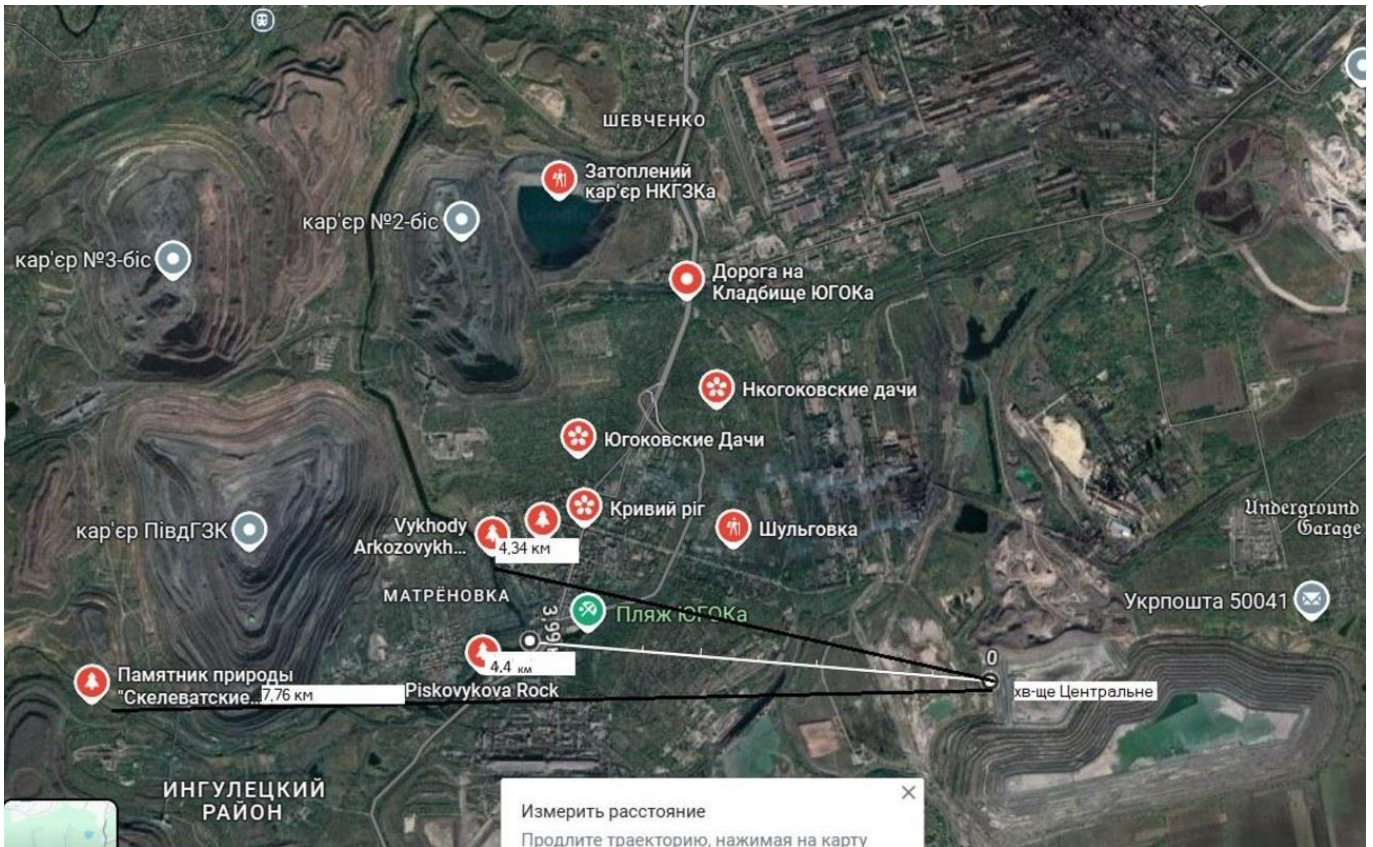 ШЕВЧЕНКО
Затоплений
кар'єр НКГЗКа
кар'єр №2-біс
кар'єр №3-біс
Дорога на
Кладбище ЮГОКа
Нкогоковские дачи
Югоковские Дачи
Кривий ріг
Vykhody
Arkozovykh...
4,34 км
Шульговка
Underground
Garage
кар'єр ПівдГЗК
МАТРЁНОВКА
Укрпошта 50041
Пляж ЮГОКа
3,99
0
4.4 км
Памятник природы
"Скелеватские...
7,76 км
Piskovykova Rock
хв-ще Центральне
ИНГУЛЕЦКИЙ
РАЙОН
Измерить расстояние
Продлите траекторию, нажимая на карту